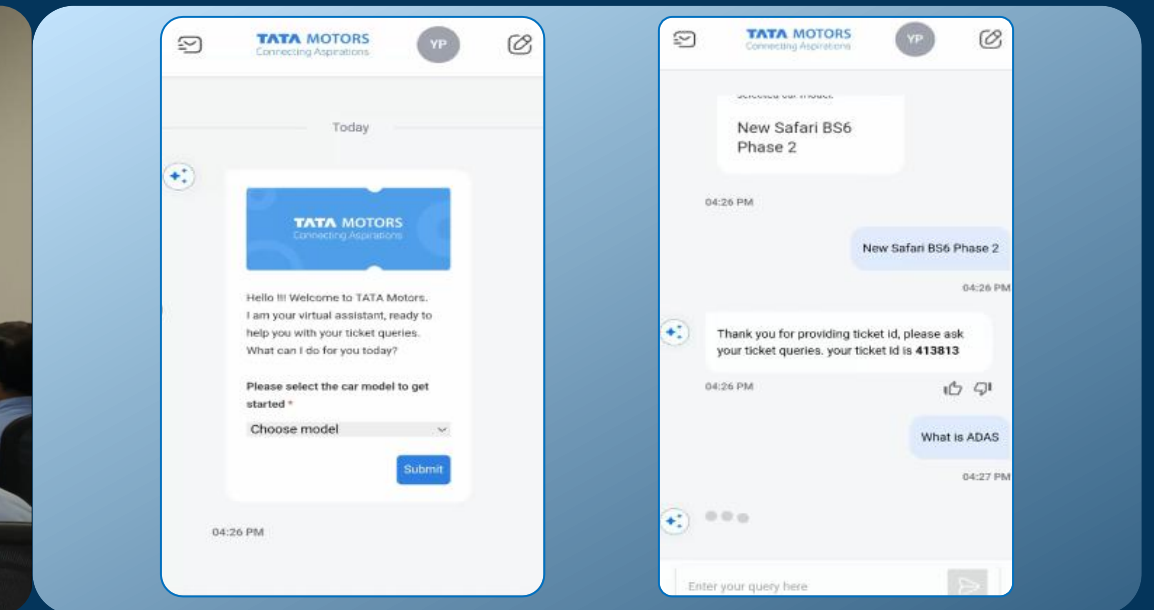 TATA MOTORS
Connecting Aspirations
YP
Today
TATA MOTORS
Connecting Aspirations
Hello !!! Welcome to TATA Motors.
I am your virtual assistant, ready to
help you with your ticket queries.
What can I do for you today?
Please select the car model to get
started *
Choose model
Submit
04:26 PM
TATA MOTORS
Connecting Aspirations
YP
selected car model.
New Safari BS6
Phase 2
04:26 PM
New Safari BS6 Phase 2
04:26 PM
Thank you for providing ticket id, please ask
your ticket queries. your ticket id is 413813
04:26 PM
What is ADAS
04:27 PM
Enter your query here